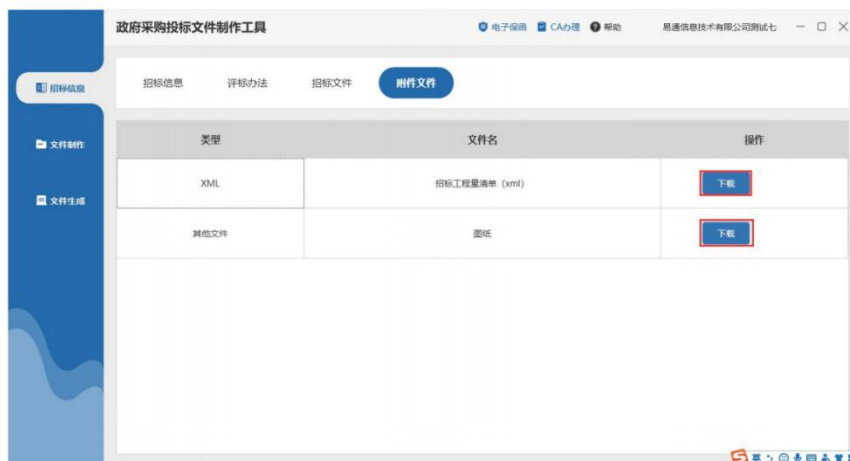 政府采购投标文件制作工具 电子保函 CA办理 帮助 易通信息技术有限公司测试七
招标信息 招标信息 评标办法 招标文件 附件文件
文件制作 类型 文件名 操作
XML 招标工程量清单（xml） 下载
文件生成
其他文件 图纸 下载
英